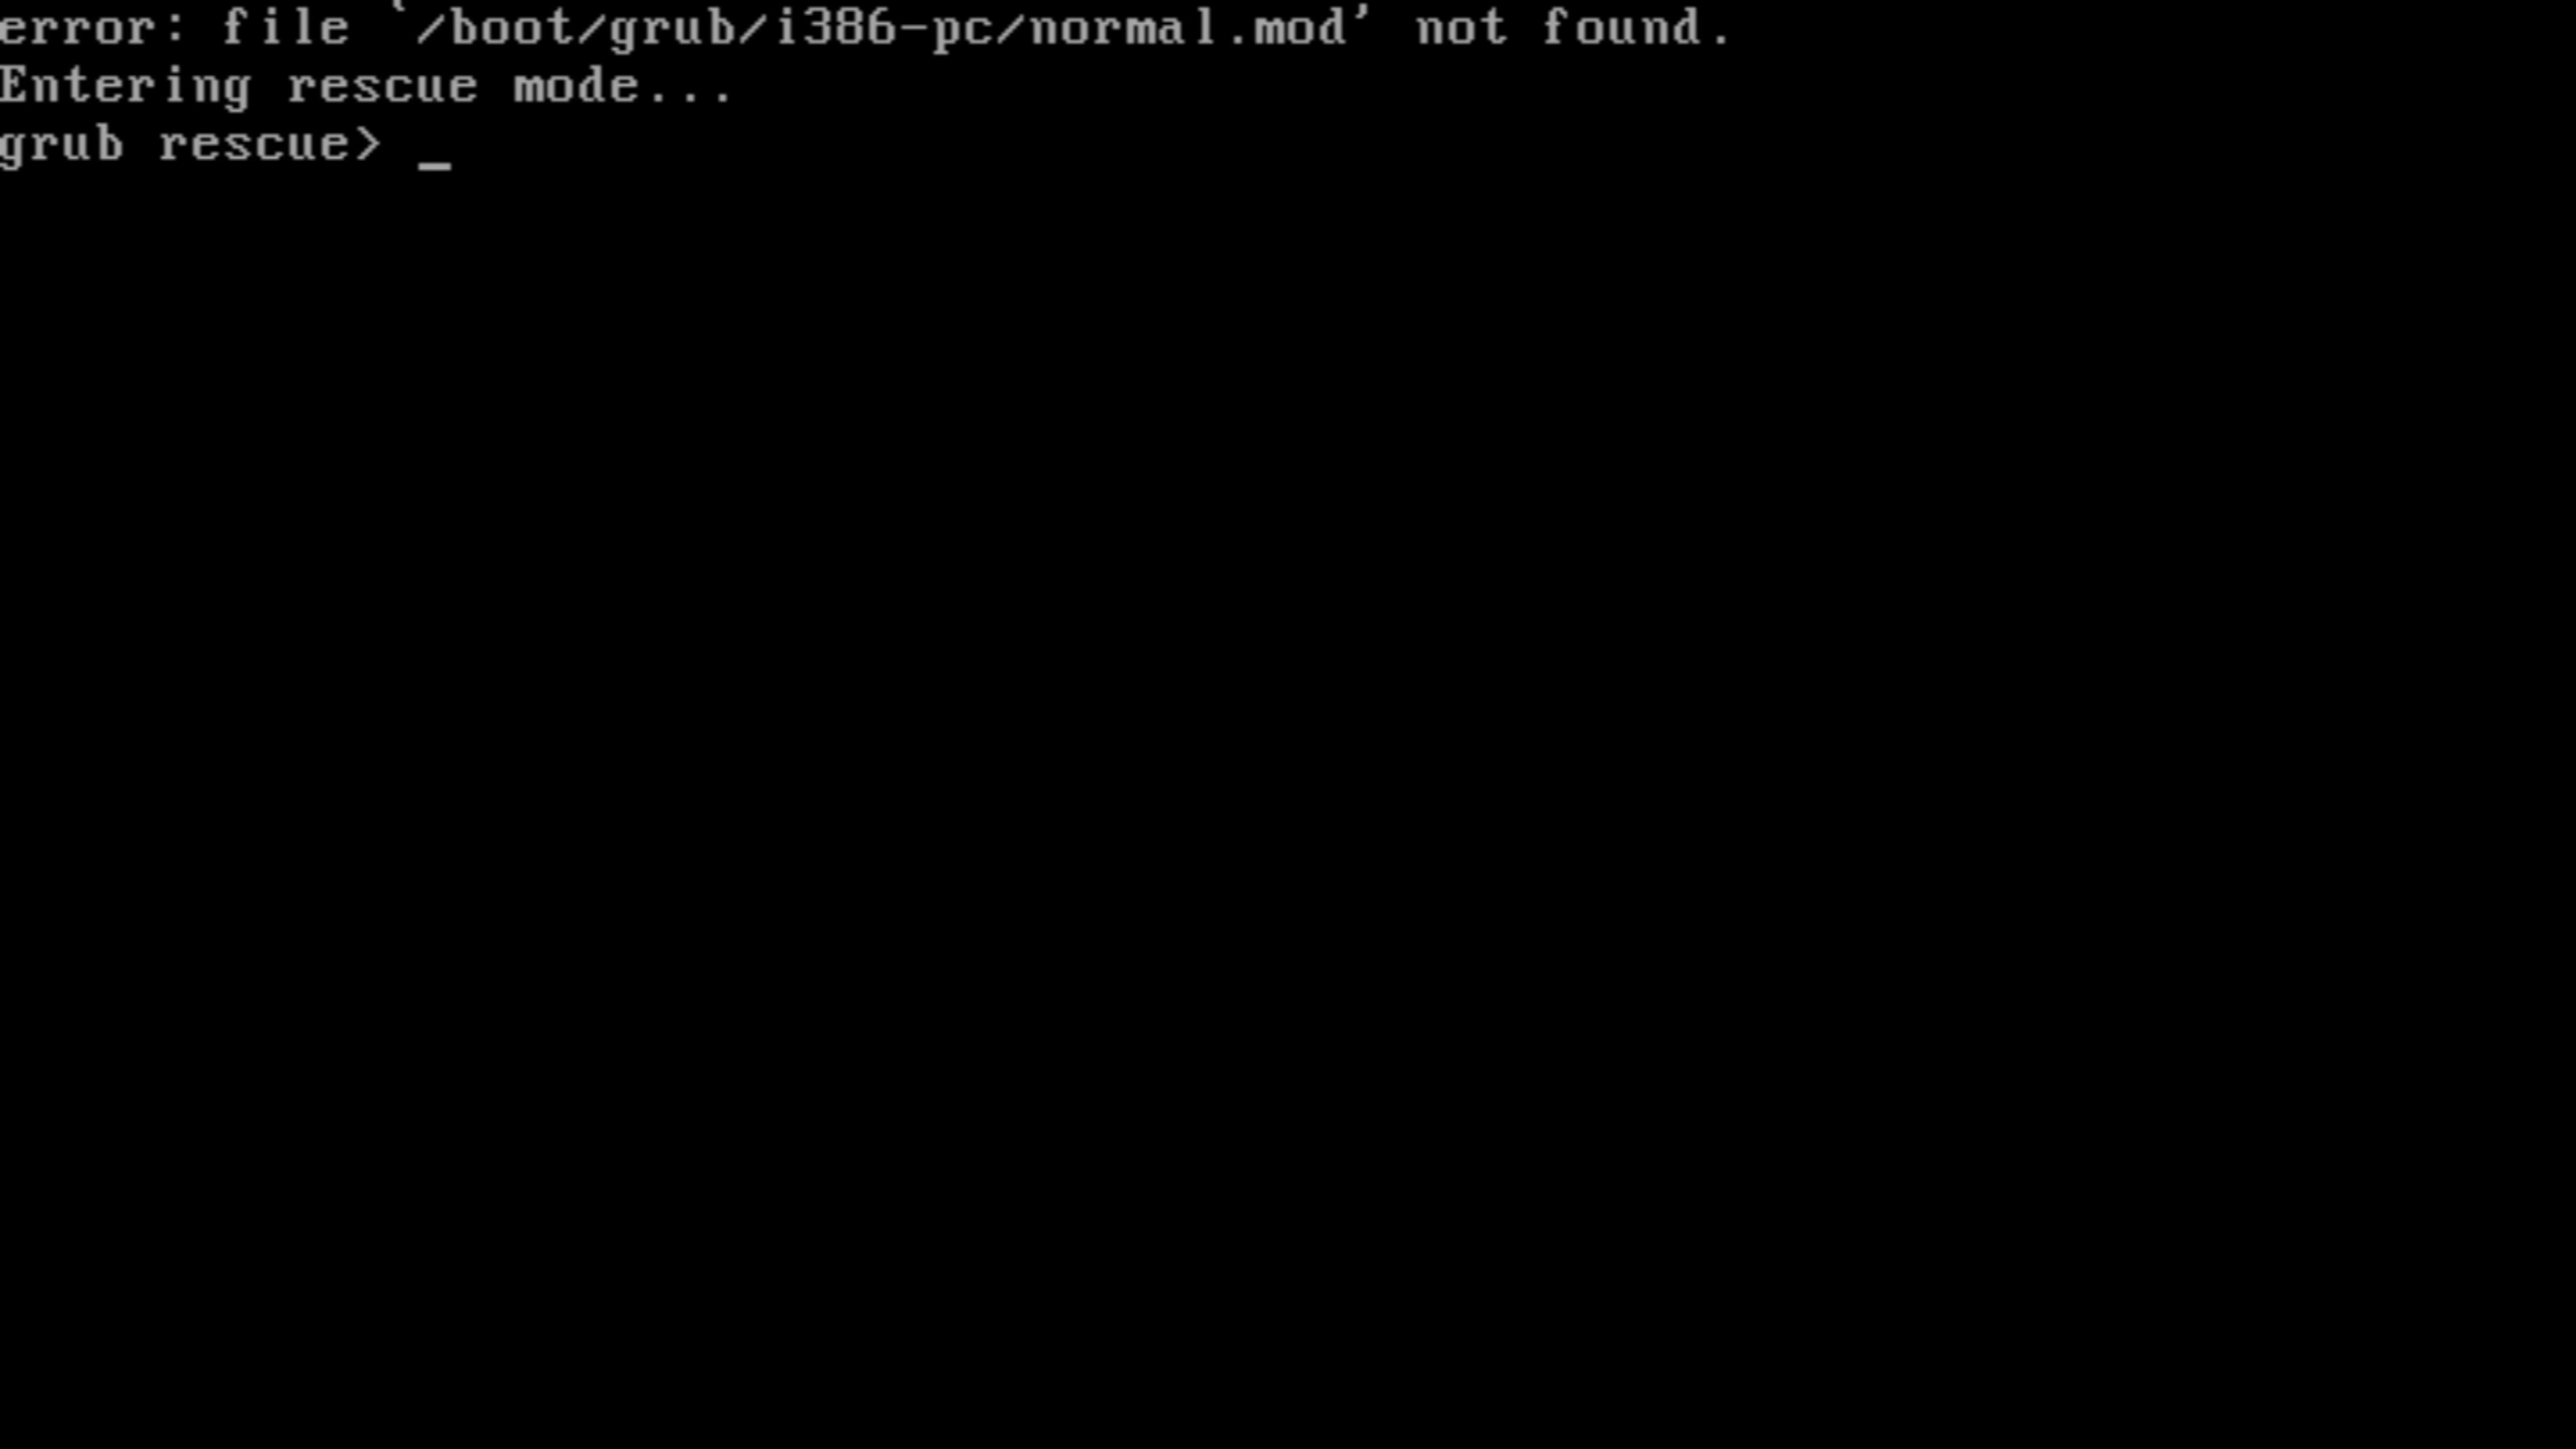 error: file `/boot/grub/i386-pc/normal.mod' not found.
Entering rescue mode...
grub rescue> _